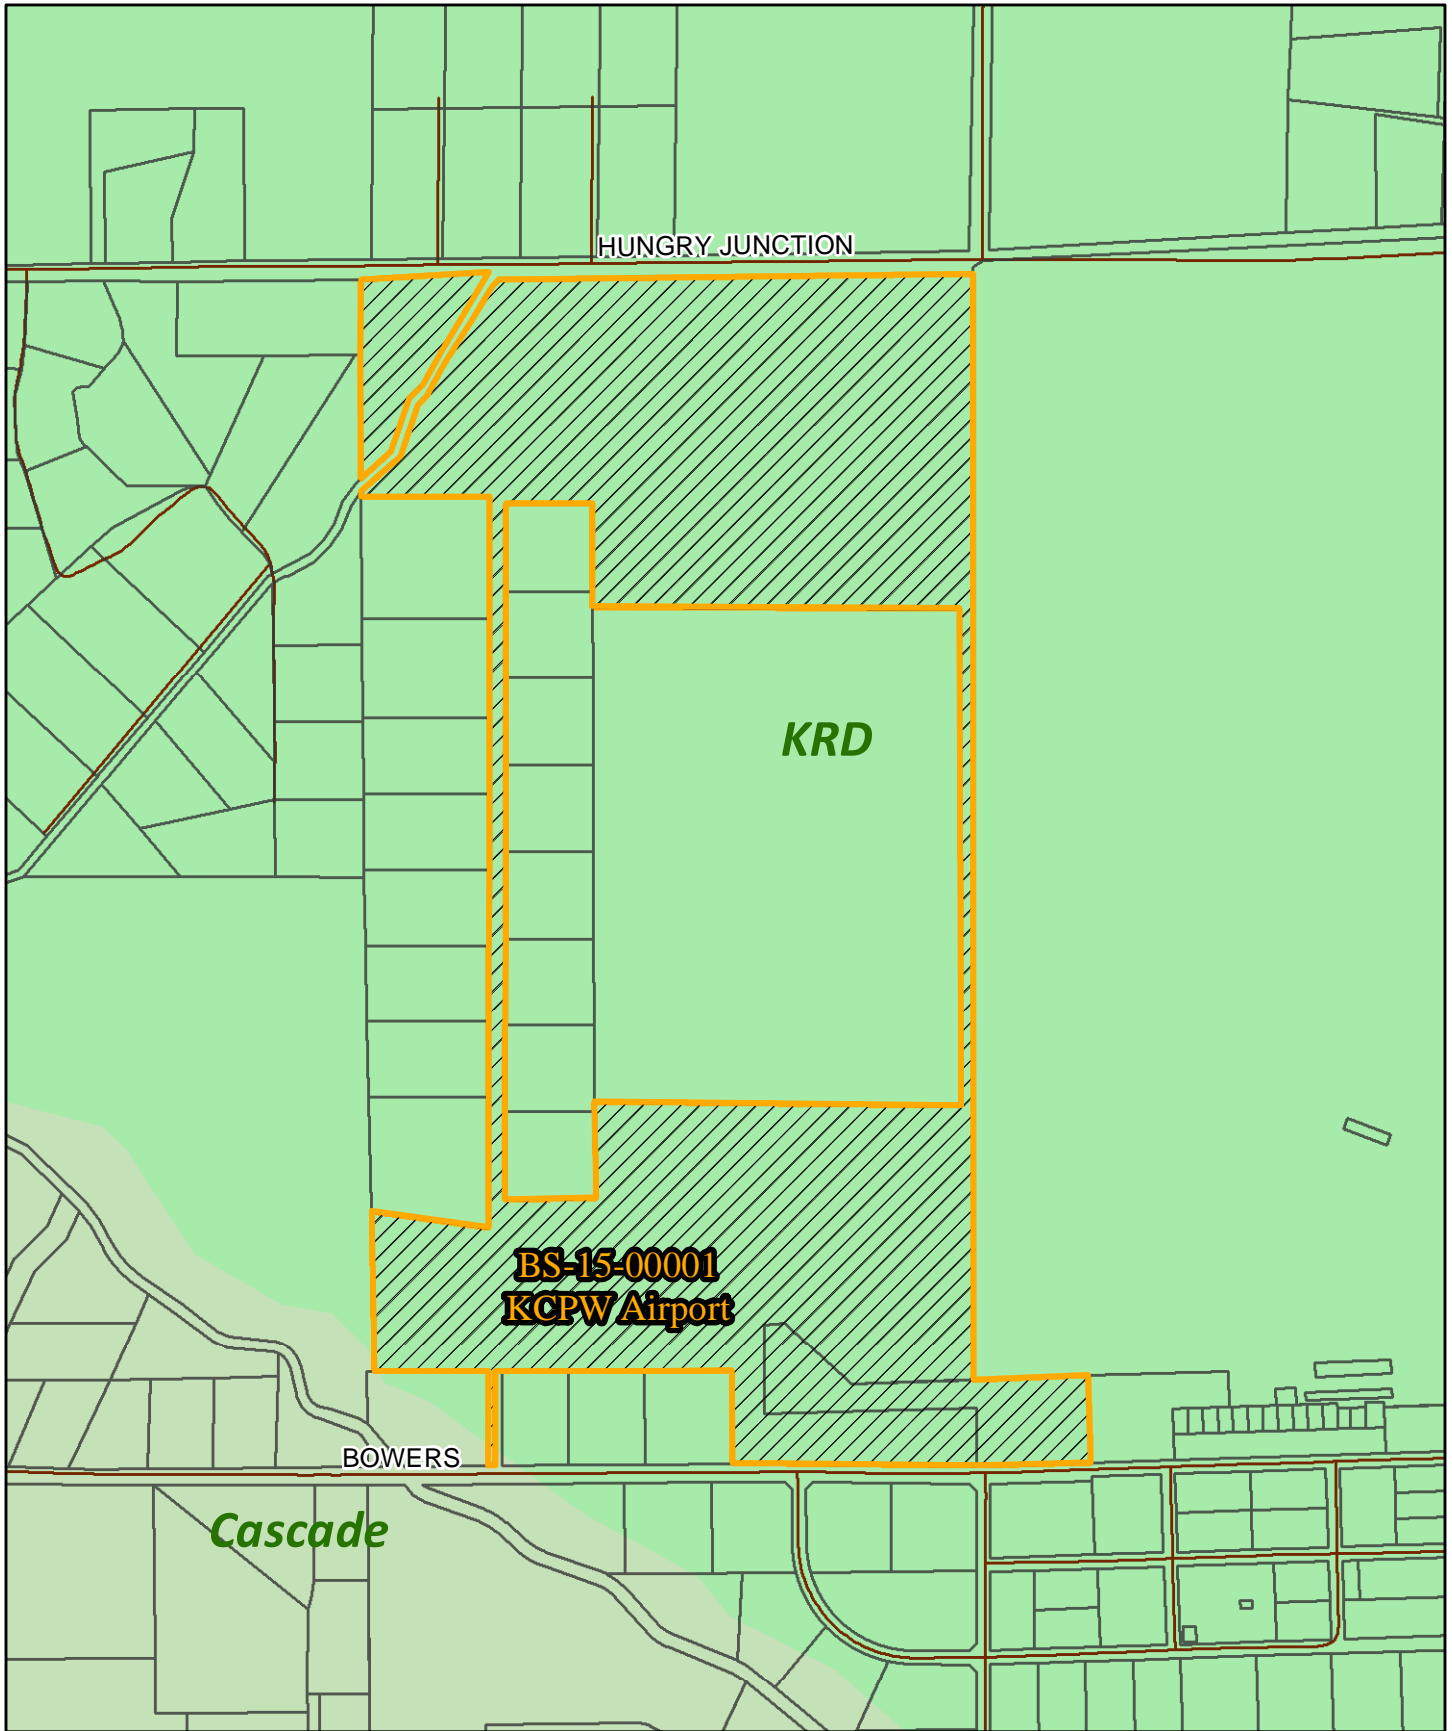 HUNGRY JUNCTION
KRD
BS-15-00001
KCPW Airport
BOWERS
Cascade